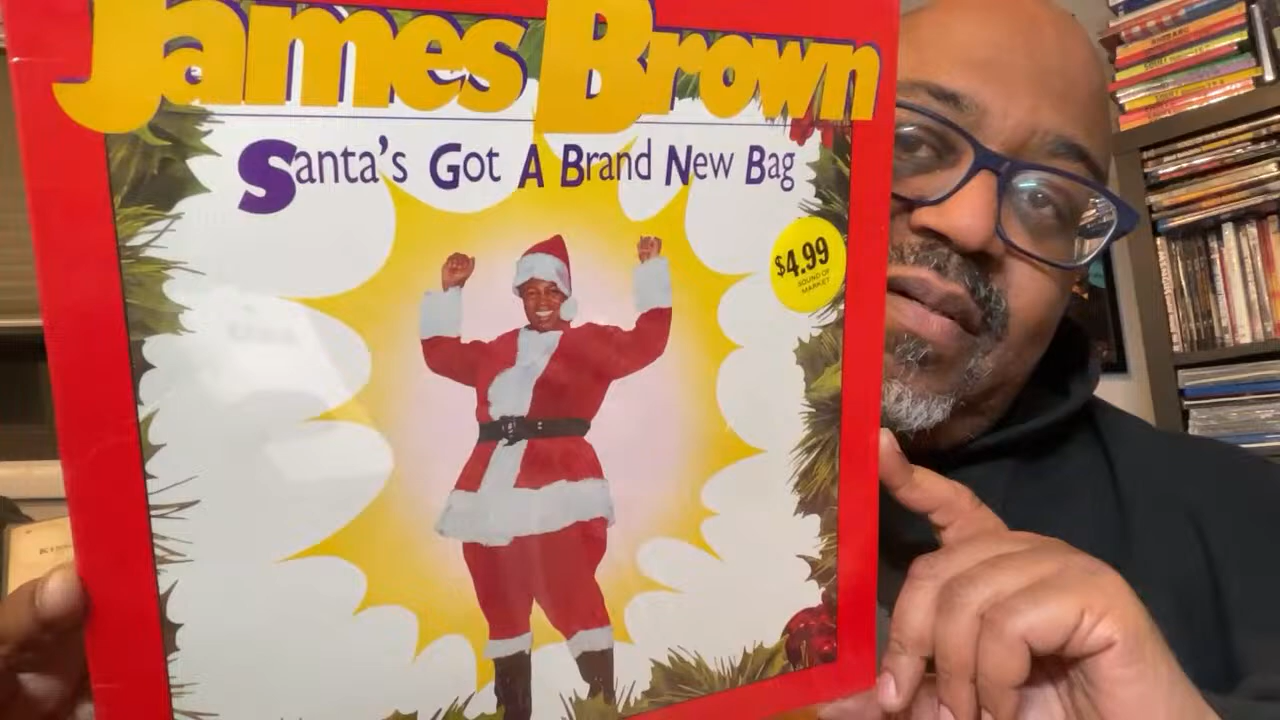 James Brown
Santa's Got A Brand New Bag
$4.99
SOUND OF
MARKET